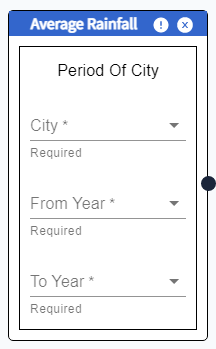 Average Rainfall ! x
Period Of City
City *
Required
From Year *
Required
To Year *
Required